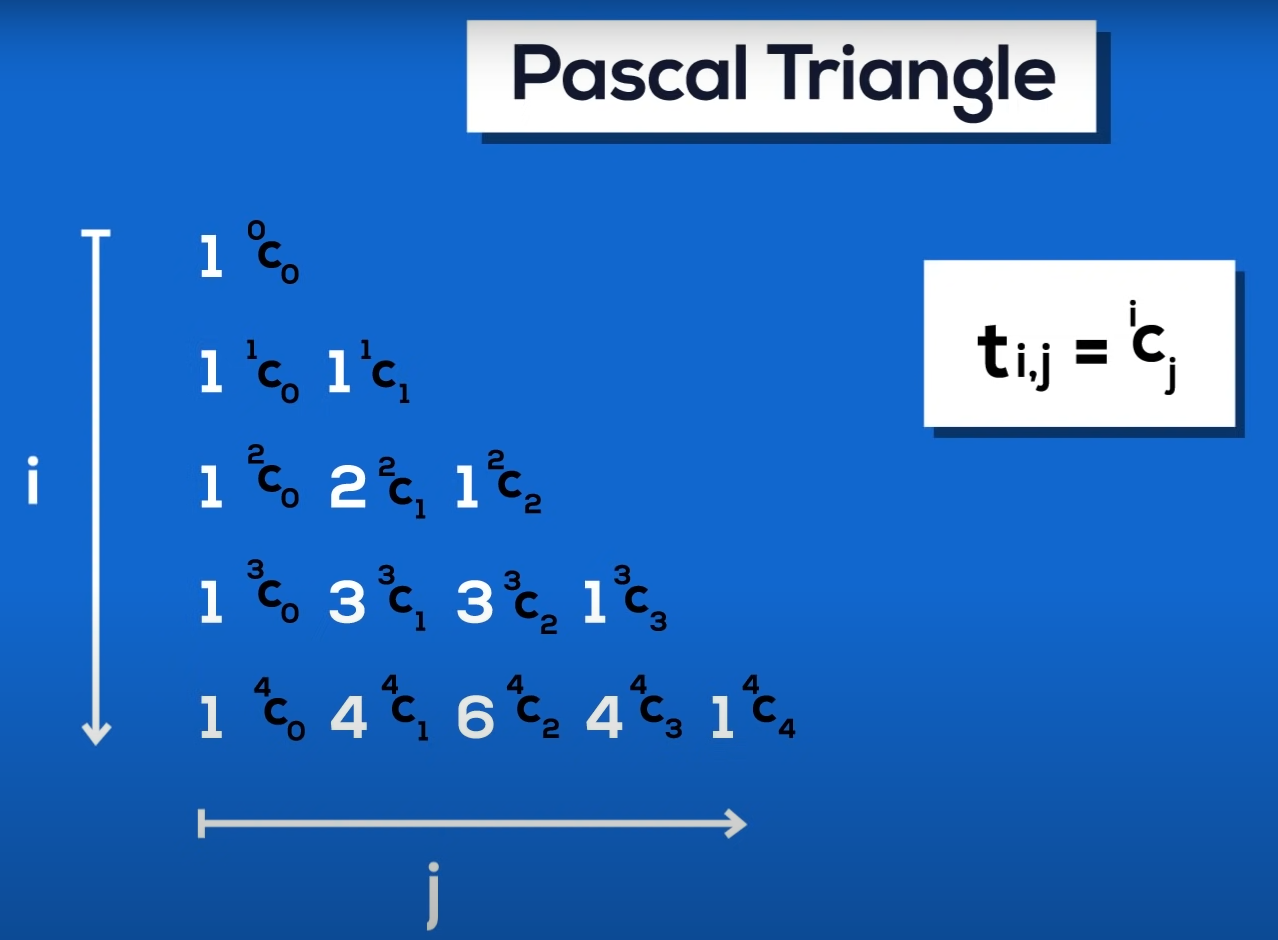 Pascal Triangle
1 ⁰C₀
t i,j = ⁱCⱼ
1 ¹C₀ 1 ¹C₁
i
1 ²C₀ 2 ²C₁ 1 ²C₂
1 ³C₀ 3 ³C₁ 3 ³C₂ 1 ³C₃
1 ⁴C₀ 4 ⁴C₁ 6 ⁴C₂ 4 ⁴C₃ 1 ⁴C₄
j